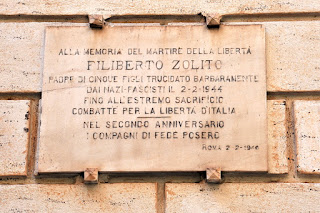 ALLA MEMORIA DEL MARTIRE DELLA LIBERTÀ
FILIBERTO ZOLITO
PADRE DI CINQUE FIGLI TRUCIDATO BARBARAMENTE
DAI NAZI-FASCISTI IL 2-2-1944
FINO ALL'ESTREMO SACRIFICIO
COMBATTÉ PER LA LIBERTÀ D'ITALIA
NEL SECONDO ANNIVERSARIO
I COMPAGNI DI FEDE POSERO
ROMA 2-2-1946